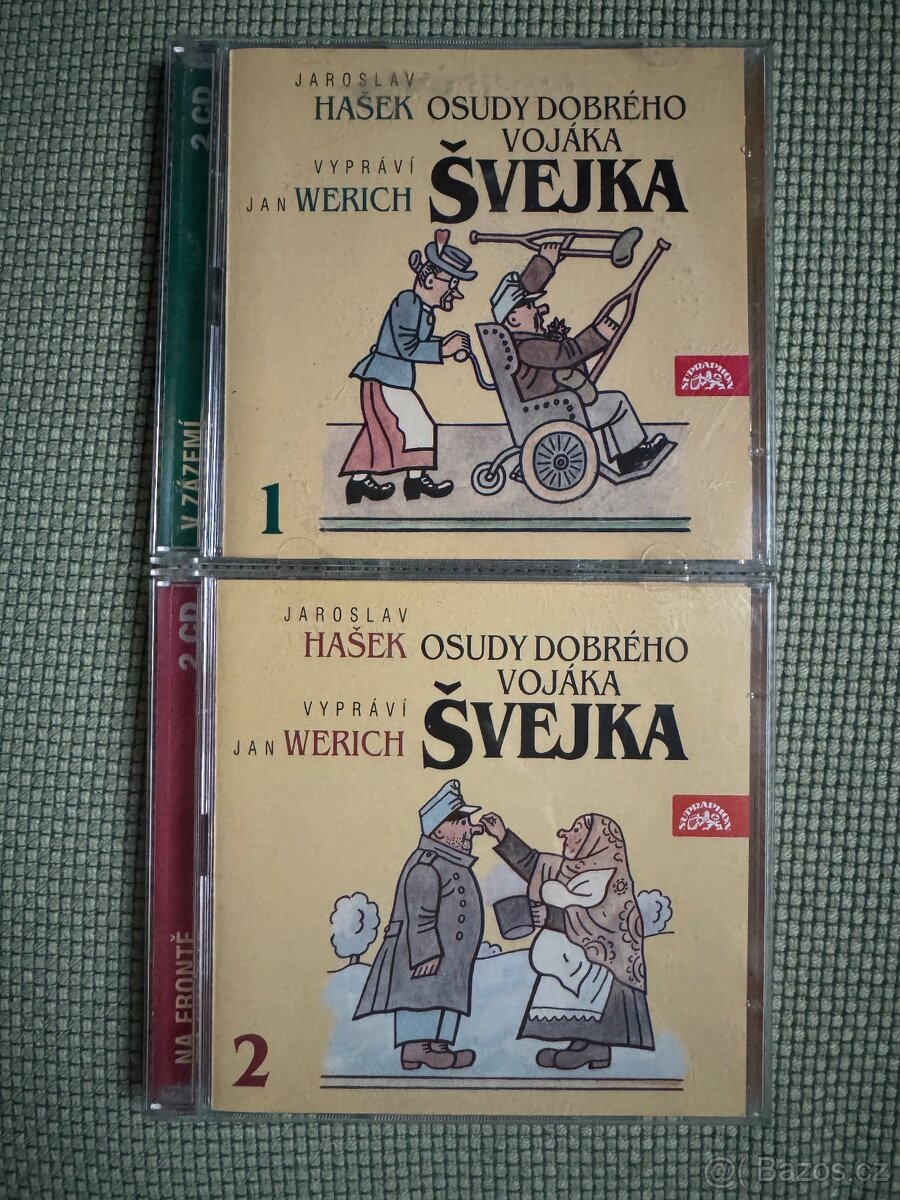 JAROSLAV
HAŠEK OSUDY DOBRÉHO
VOJÁKA
VYPRÁVÍ
JAN WERICH ŠVEJKA
2 CD
V ZÁZEMÍ
SUPRAPHON
1
JAROSLAV
HAŠEK OSUDY DOBRÉHO
VOJÁKA
VYPRÁVÍ
JAN WERICH ŠVEJKA
2 CD
NA FRONTĚ
SUPRAPHON
2
@ Bazos.cz